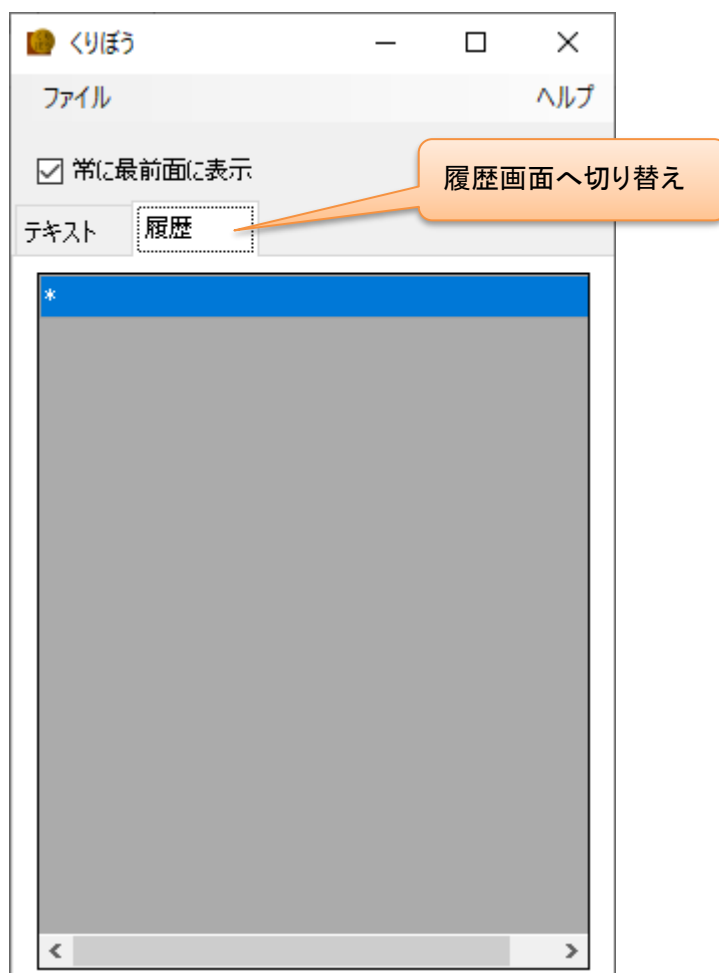 くりぼう
ファイル ヘルプ
常に最前面に表示
履歴画面へ切り替え
テキスト 履歴
*